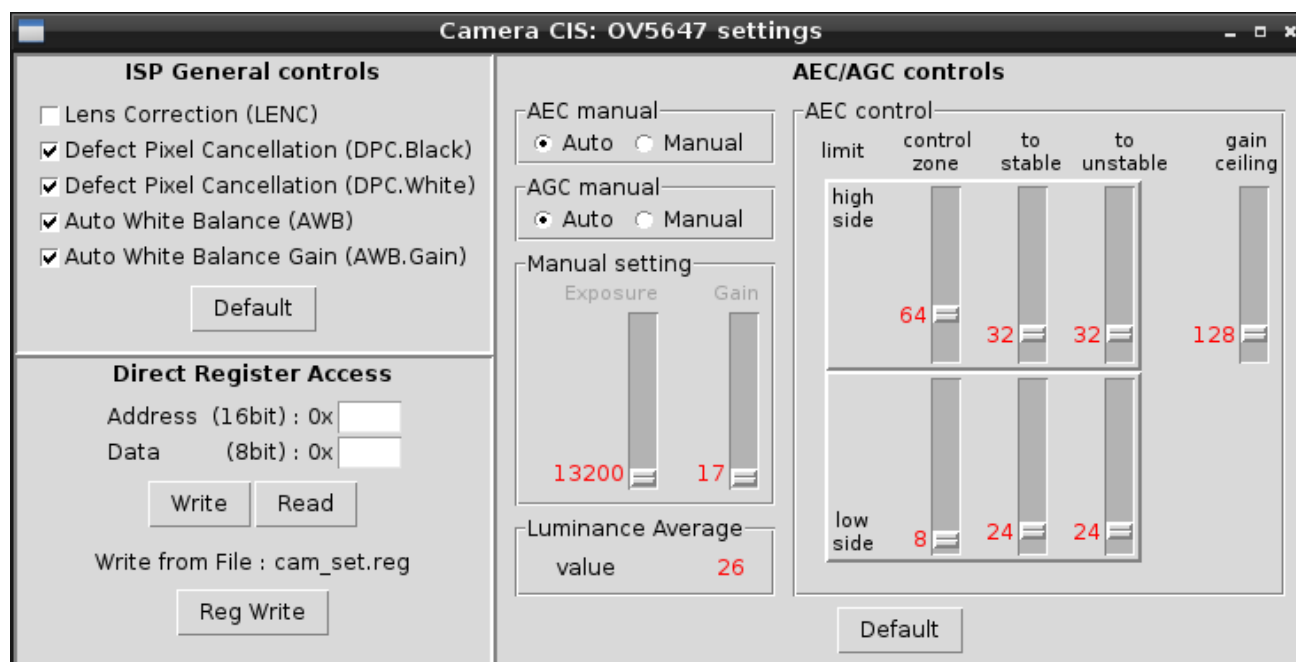 Camera CIS: OV5647 settings
ISP General controls
Lens Correction (LENC)
Defect Pixel Cancellation (DPC.Black)
Defect Pixel Cancellation (DPC.White)
Auto White Balance (AWB)
Auto White Balance Gain (AWB.Gain)
Default
Direct Register Access
Address (16bit) : 0x
Data (8bit) : 0x
Write Read
Write from File : cam_set.reg
Reg Write
AEC/AGC controls
AEC manual
Auto Manual
AGC manual
Auto Manual
Manual setting
Exposure Gain
13200 17
Luminance Average
value 26
AEC control
limit control zone to stable to unstable gain ceiling
high side
64 32 32 128
low side
8 24 24
Default